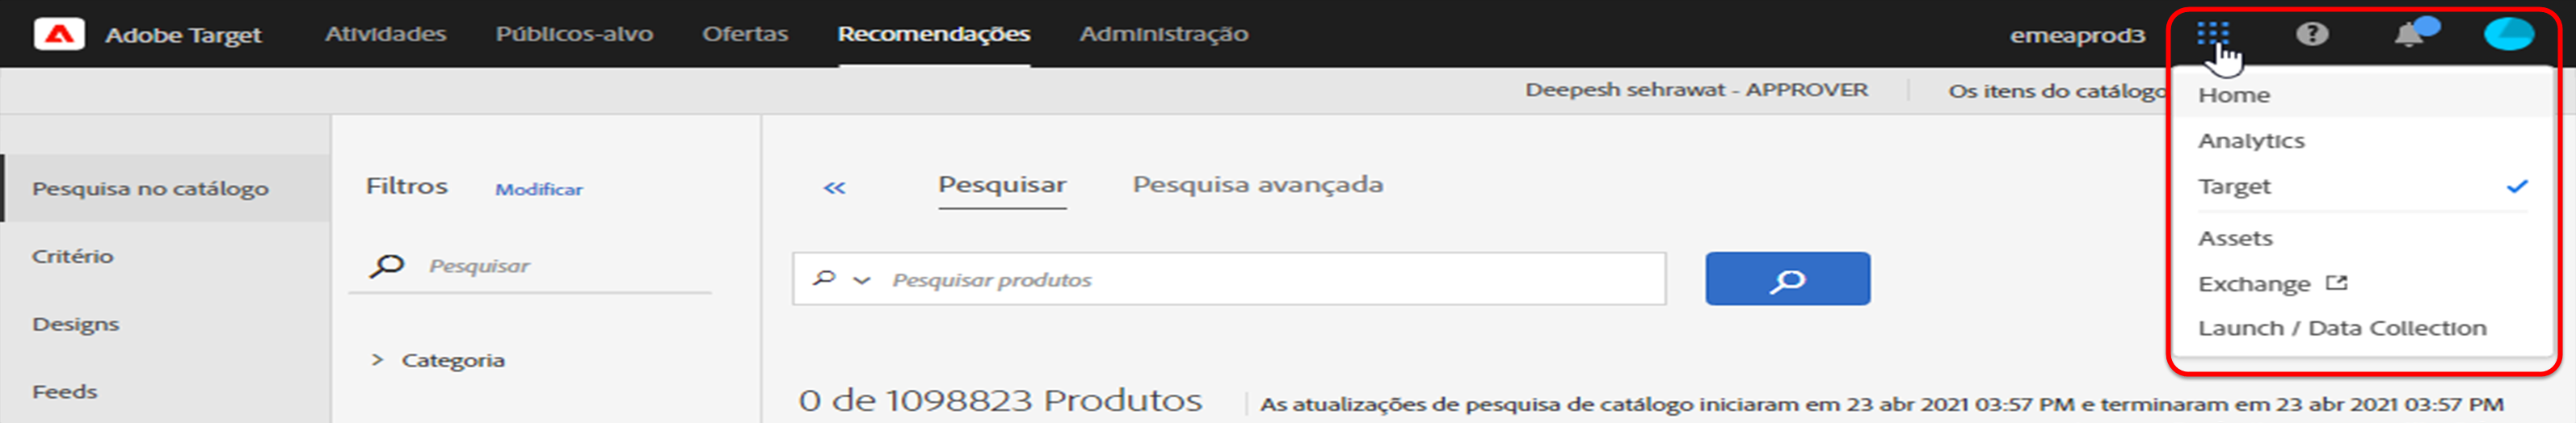 Adobe Target
Atividades
Públicos-alvo
Ofertas
Recomendações
Administração
emeaprod3
Deepesh sehrawat - APPROVER
Os itens do catálogo
Home
Analytics
Target
Assets
Exchange
Launch / Data Collection
Pesquisa no catálogo
Critério
Designs
Feeds
Filtros
Modificar
Pesquisar
Categoria
Pesquisar
Pesquisa avançada
Pesquisar produtos
0 de 1098823 Produtos
As atualizações de pesquisa de catálogo iniciaram em 23 abr 2021 03:57 PM e terminaram em 23 abr 2021 03:57 PM